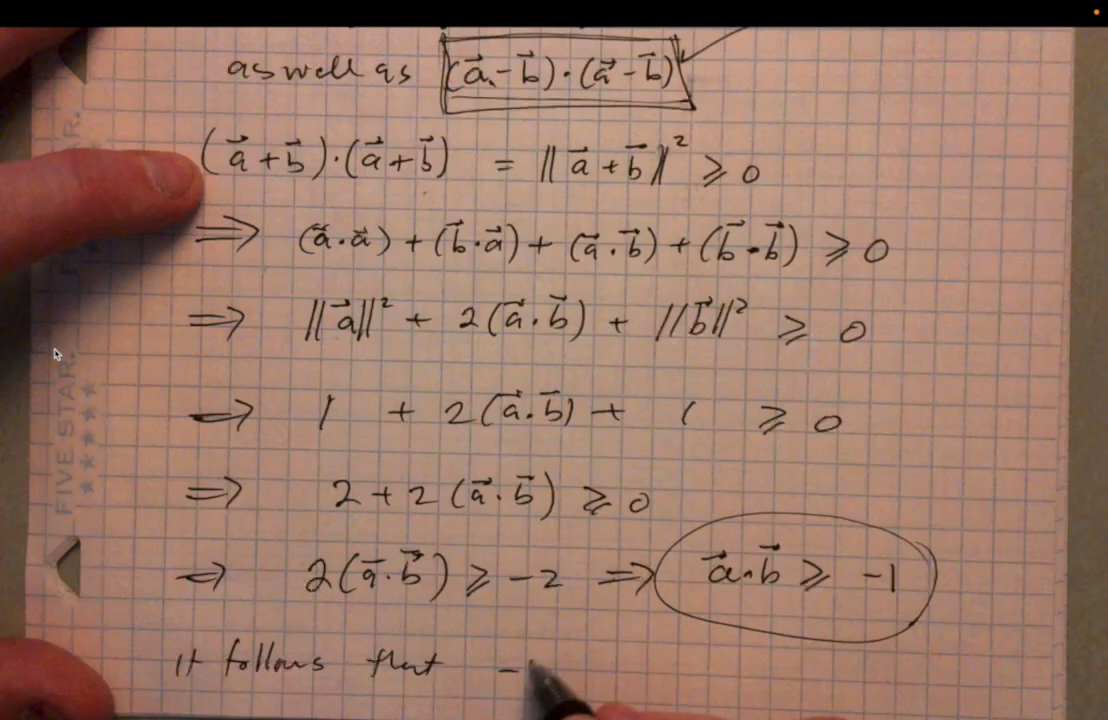 as well as (a⃗ - b⃗) · (a⃗ - b⃗)
(a⃗ + b⃗) · (a⃗ + b⃗) = ‖a⃗ + b⃗‖² ⩾ 0
⟹ (a⃗ · a⃗) + (b⃗ · a⃗) + (a⃗ · b⃗) + (b⃗ · b⃗) ⩾ 0
⟹ ‖a⃗‖² + 2(a⃗ · b⃗) + ‖b⃗‖² ⩾ 0
⟹ 1 + 2(a⃗ · b⃗) + 1 ⩾ 0
⟹ 2 + 2(a⃗ · b⃗) ⩾ 0
⟹ 2(a⃗ · b⃗) ⩾ -2 ⟹ a⃗ · b⃗ ⩾ -1
It follows that -
FIVE STAR.
★★★★★